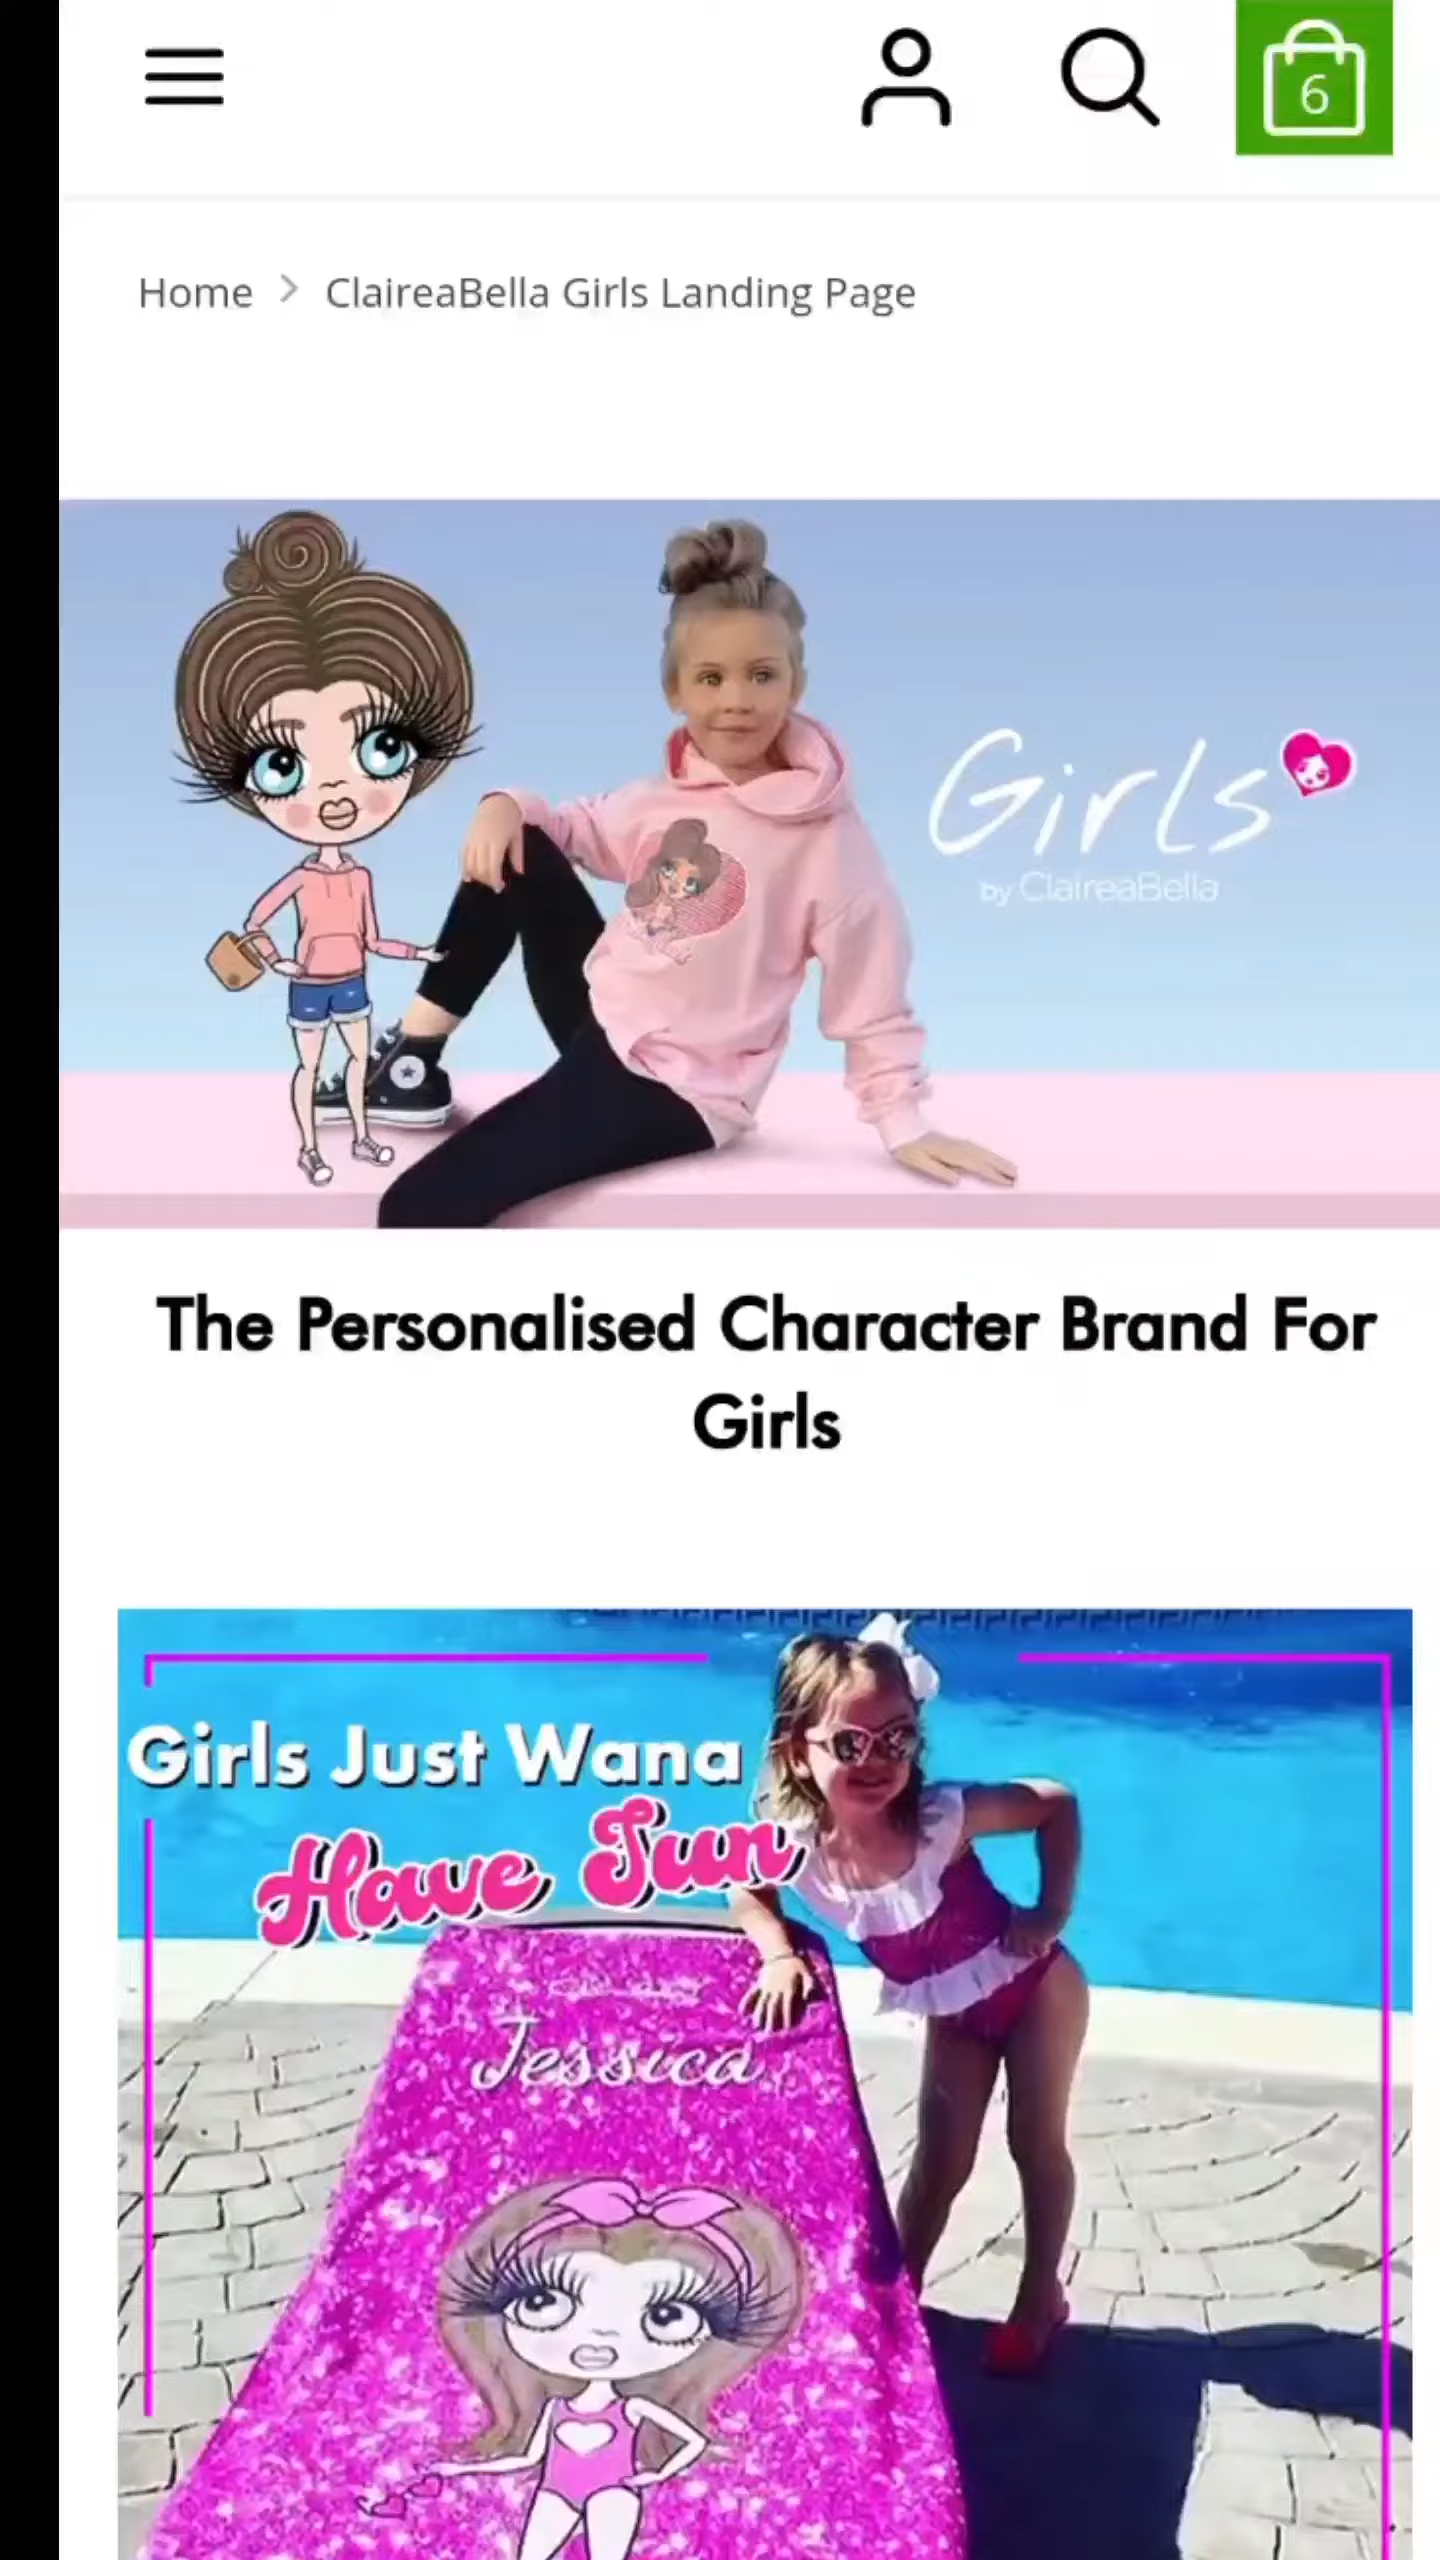 6
Home > ClaireaBella Girls Landing Page
Girls
by ClaireaBella
The Personalised Character Brand For
Girls
Girls Just Wana
Have Fun
Jessica